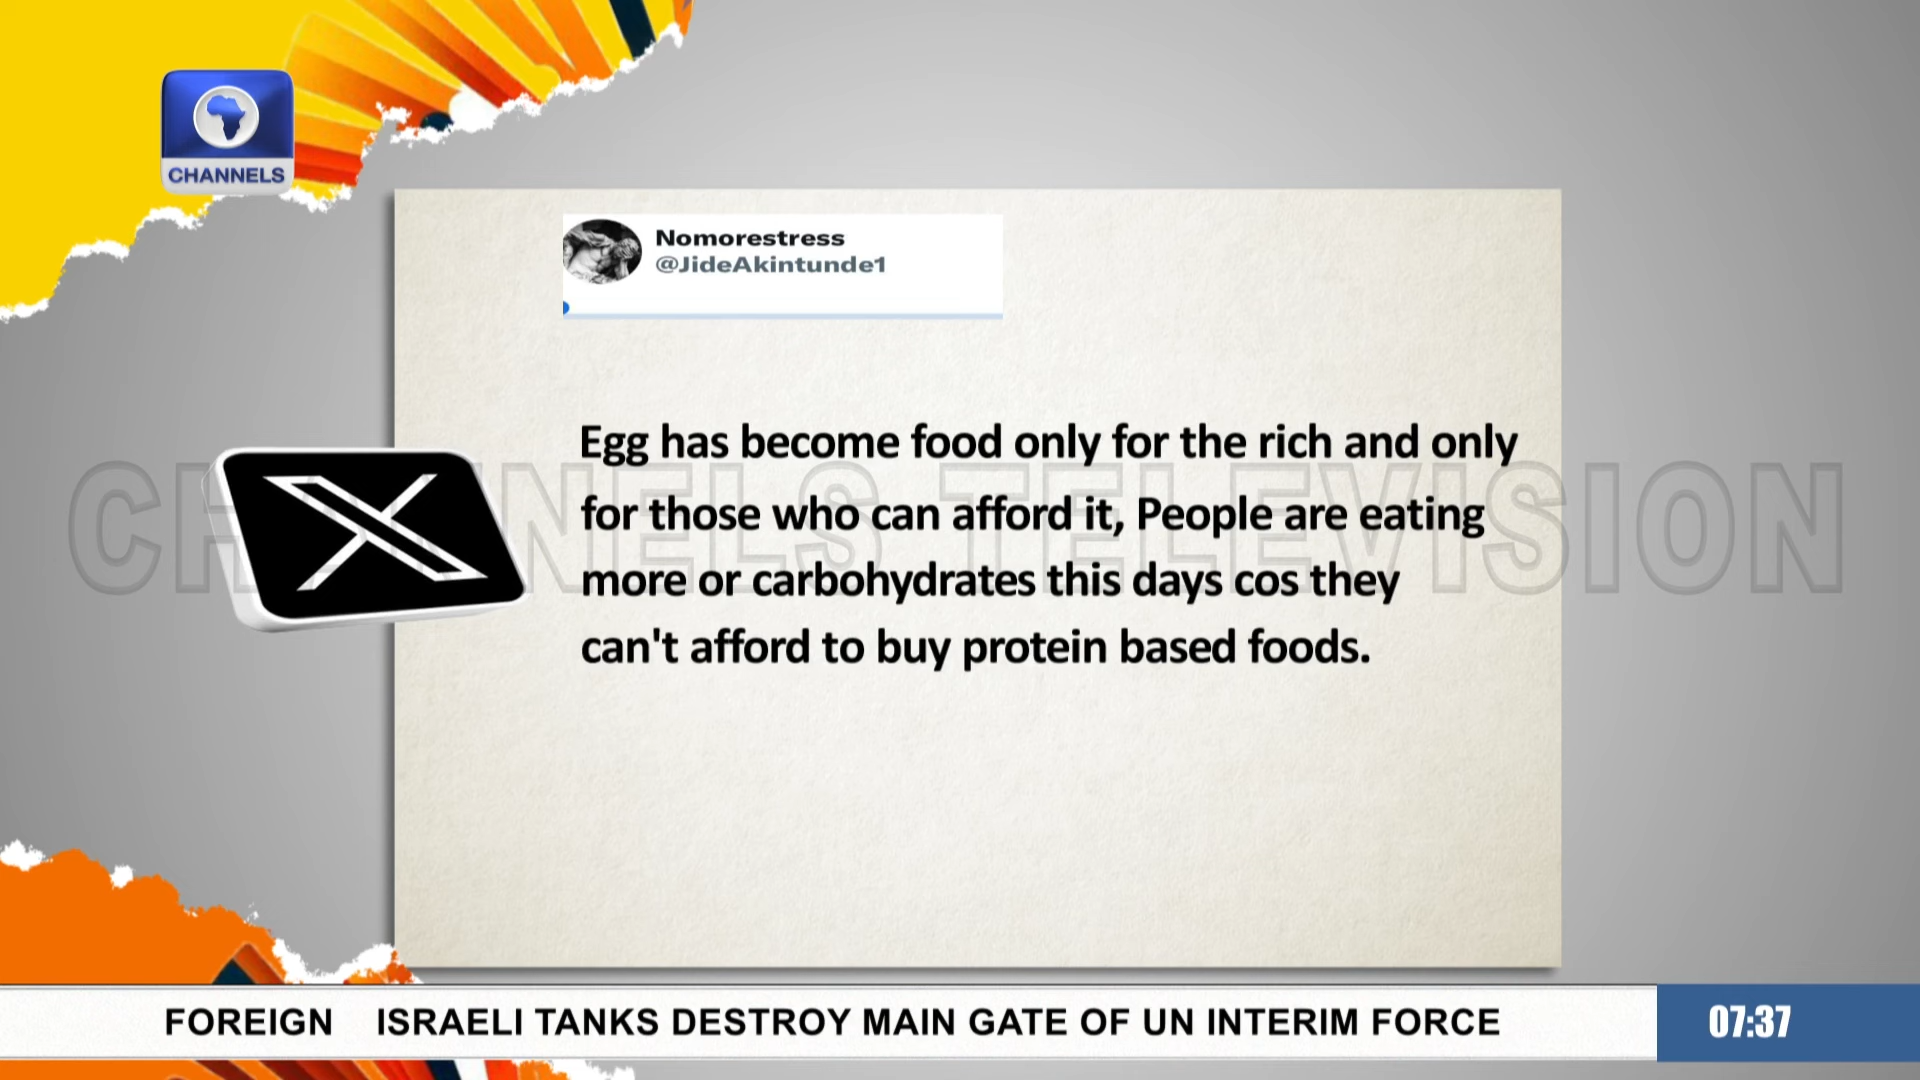 CHANNELS
Nomorestress
@JideAkintunde1
Egg has become food only for the rich and only
for those who can afford it, People are eating
more or carbohydrates this days cos they
can't afford to buy protein based foods.
CHANNELS TELEVISION
FOREIGN ISRAELI TANKS DESTROY MAIN GATE OF UN INTERIM FORCE
07:37